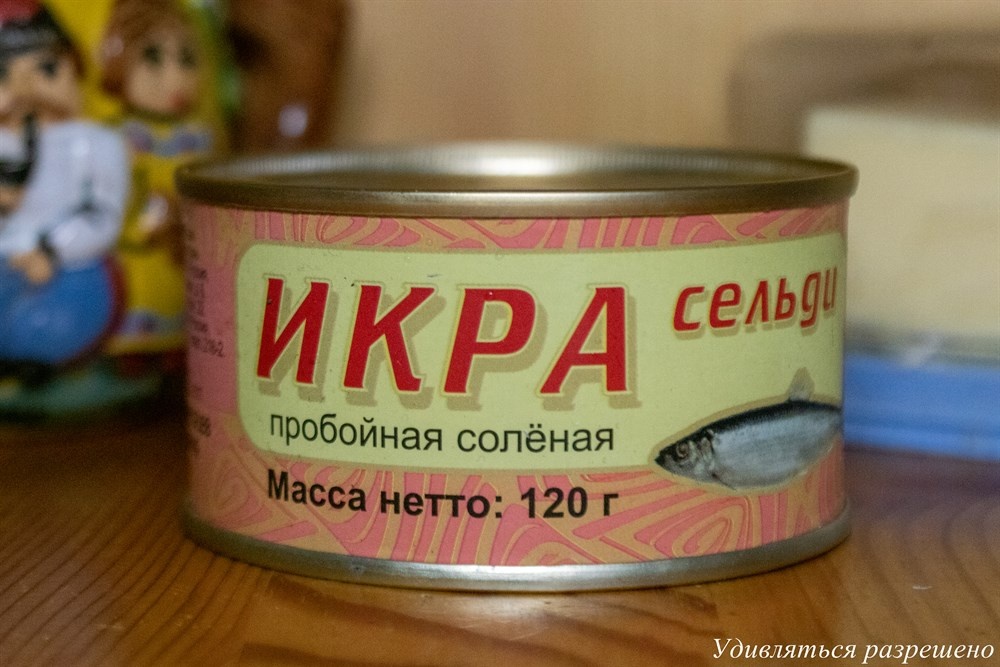 ИКРА сельди
пробойная солёная
Масса нетто: 120 г
Удивляться разрешено